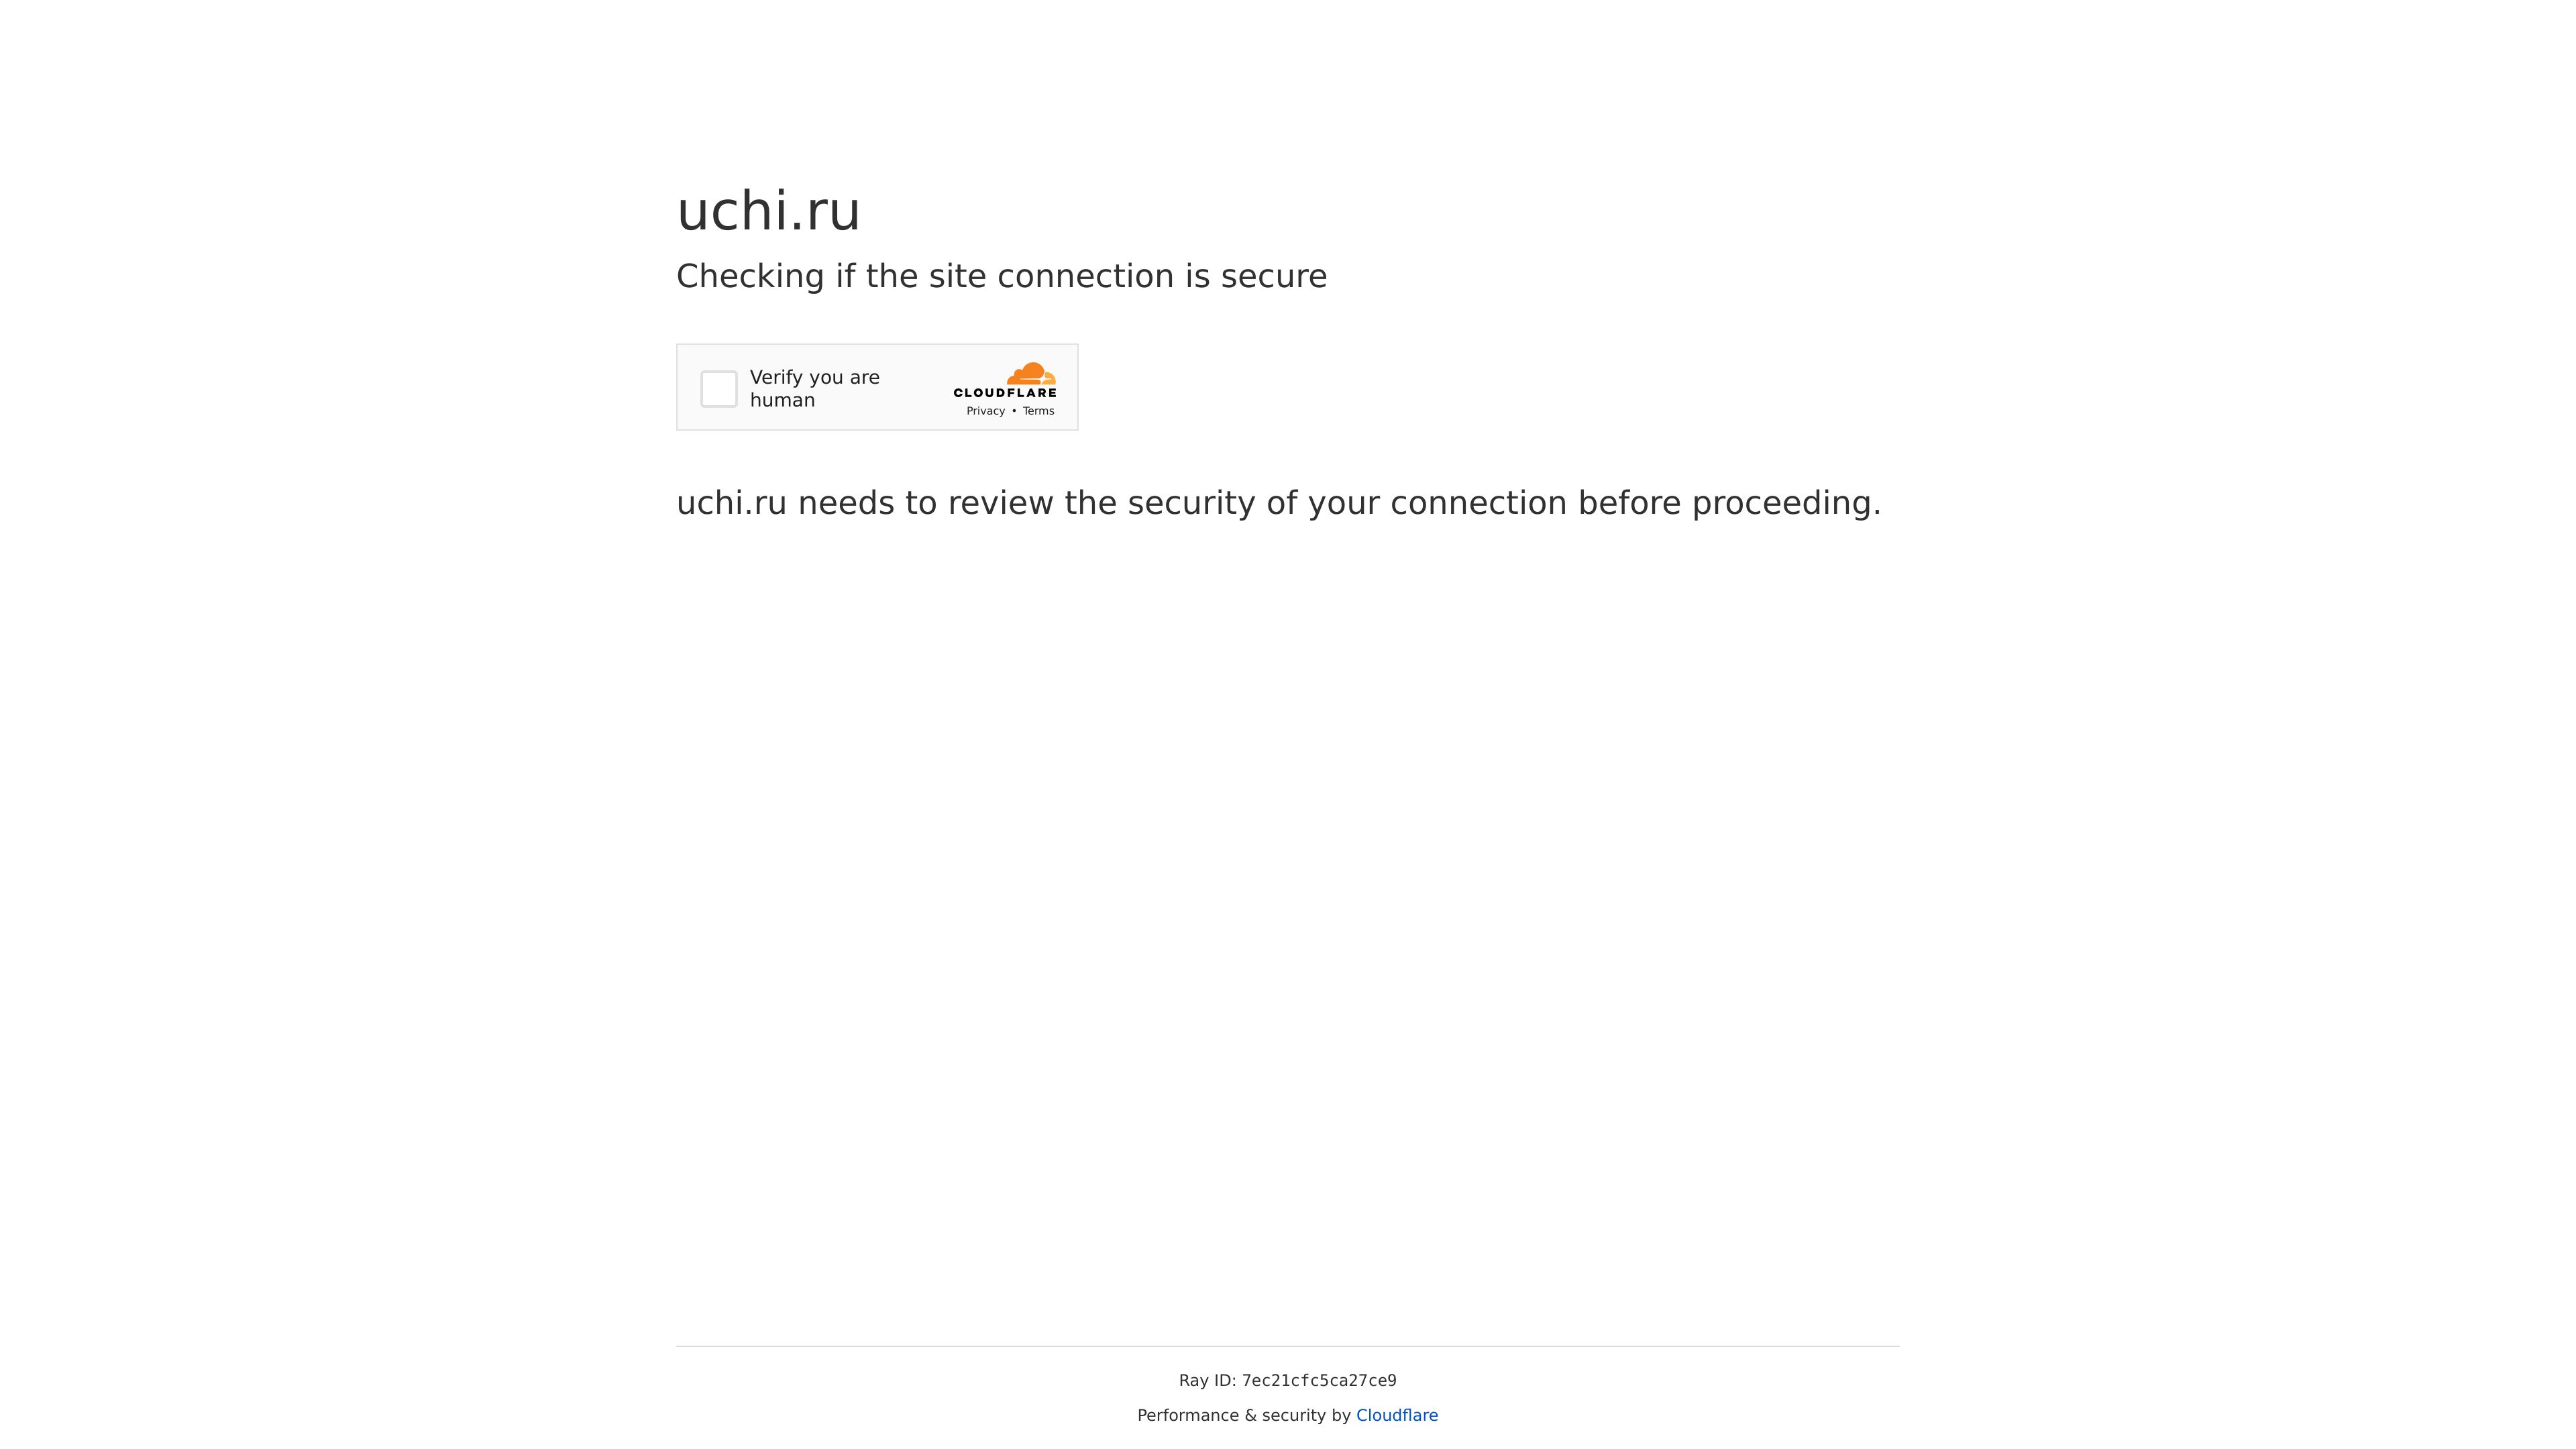 uchi.ru
Checking if the site connection is secure
Verify you are
human
CLOUDFLARE
Privacy • Terms
uchi.ru needs to review the security of your connection before proceeding.
Ray ID: 7ec21cfc5ca27ce9
Performance & security by Cloudflare